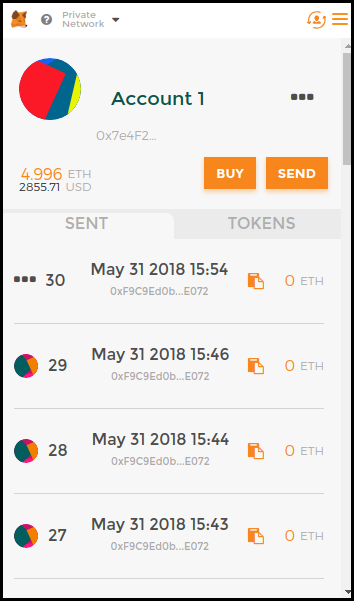 Private
Network
Account 1
0x7e4F2...
4.996 ETH
2855.71 USD
BUY SEND
SENT TOKENS
30 May 31 2018 15:54 0 ETH
0xF9C9Ed0b...E072
29 May 31 2018 15:46 0 ETH
0xF9C9Ed0b...E072
28 May 31 2018 15:44 0 ETH
0xF9C9Ed0b...E072
27 May 31 2018 15:43 0 ETH
0xF9C9Ed0b...E072